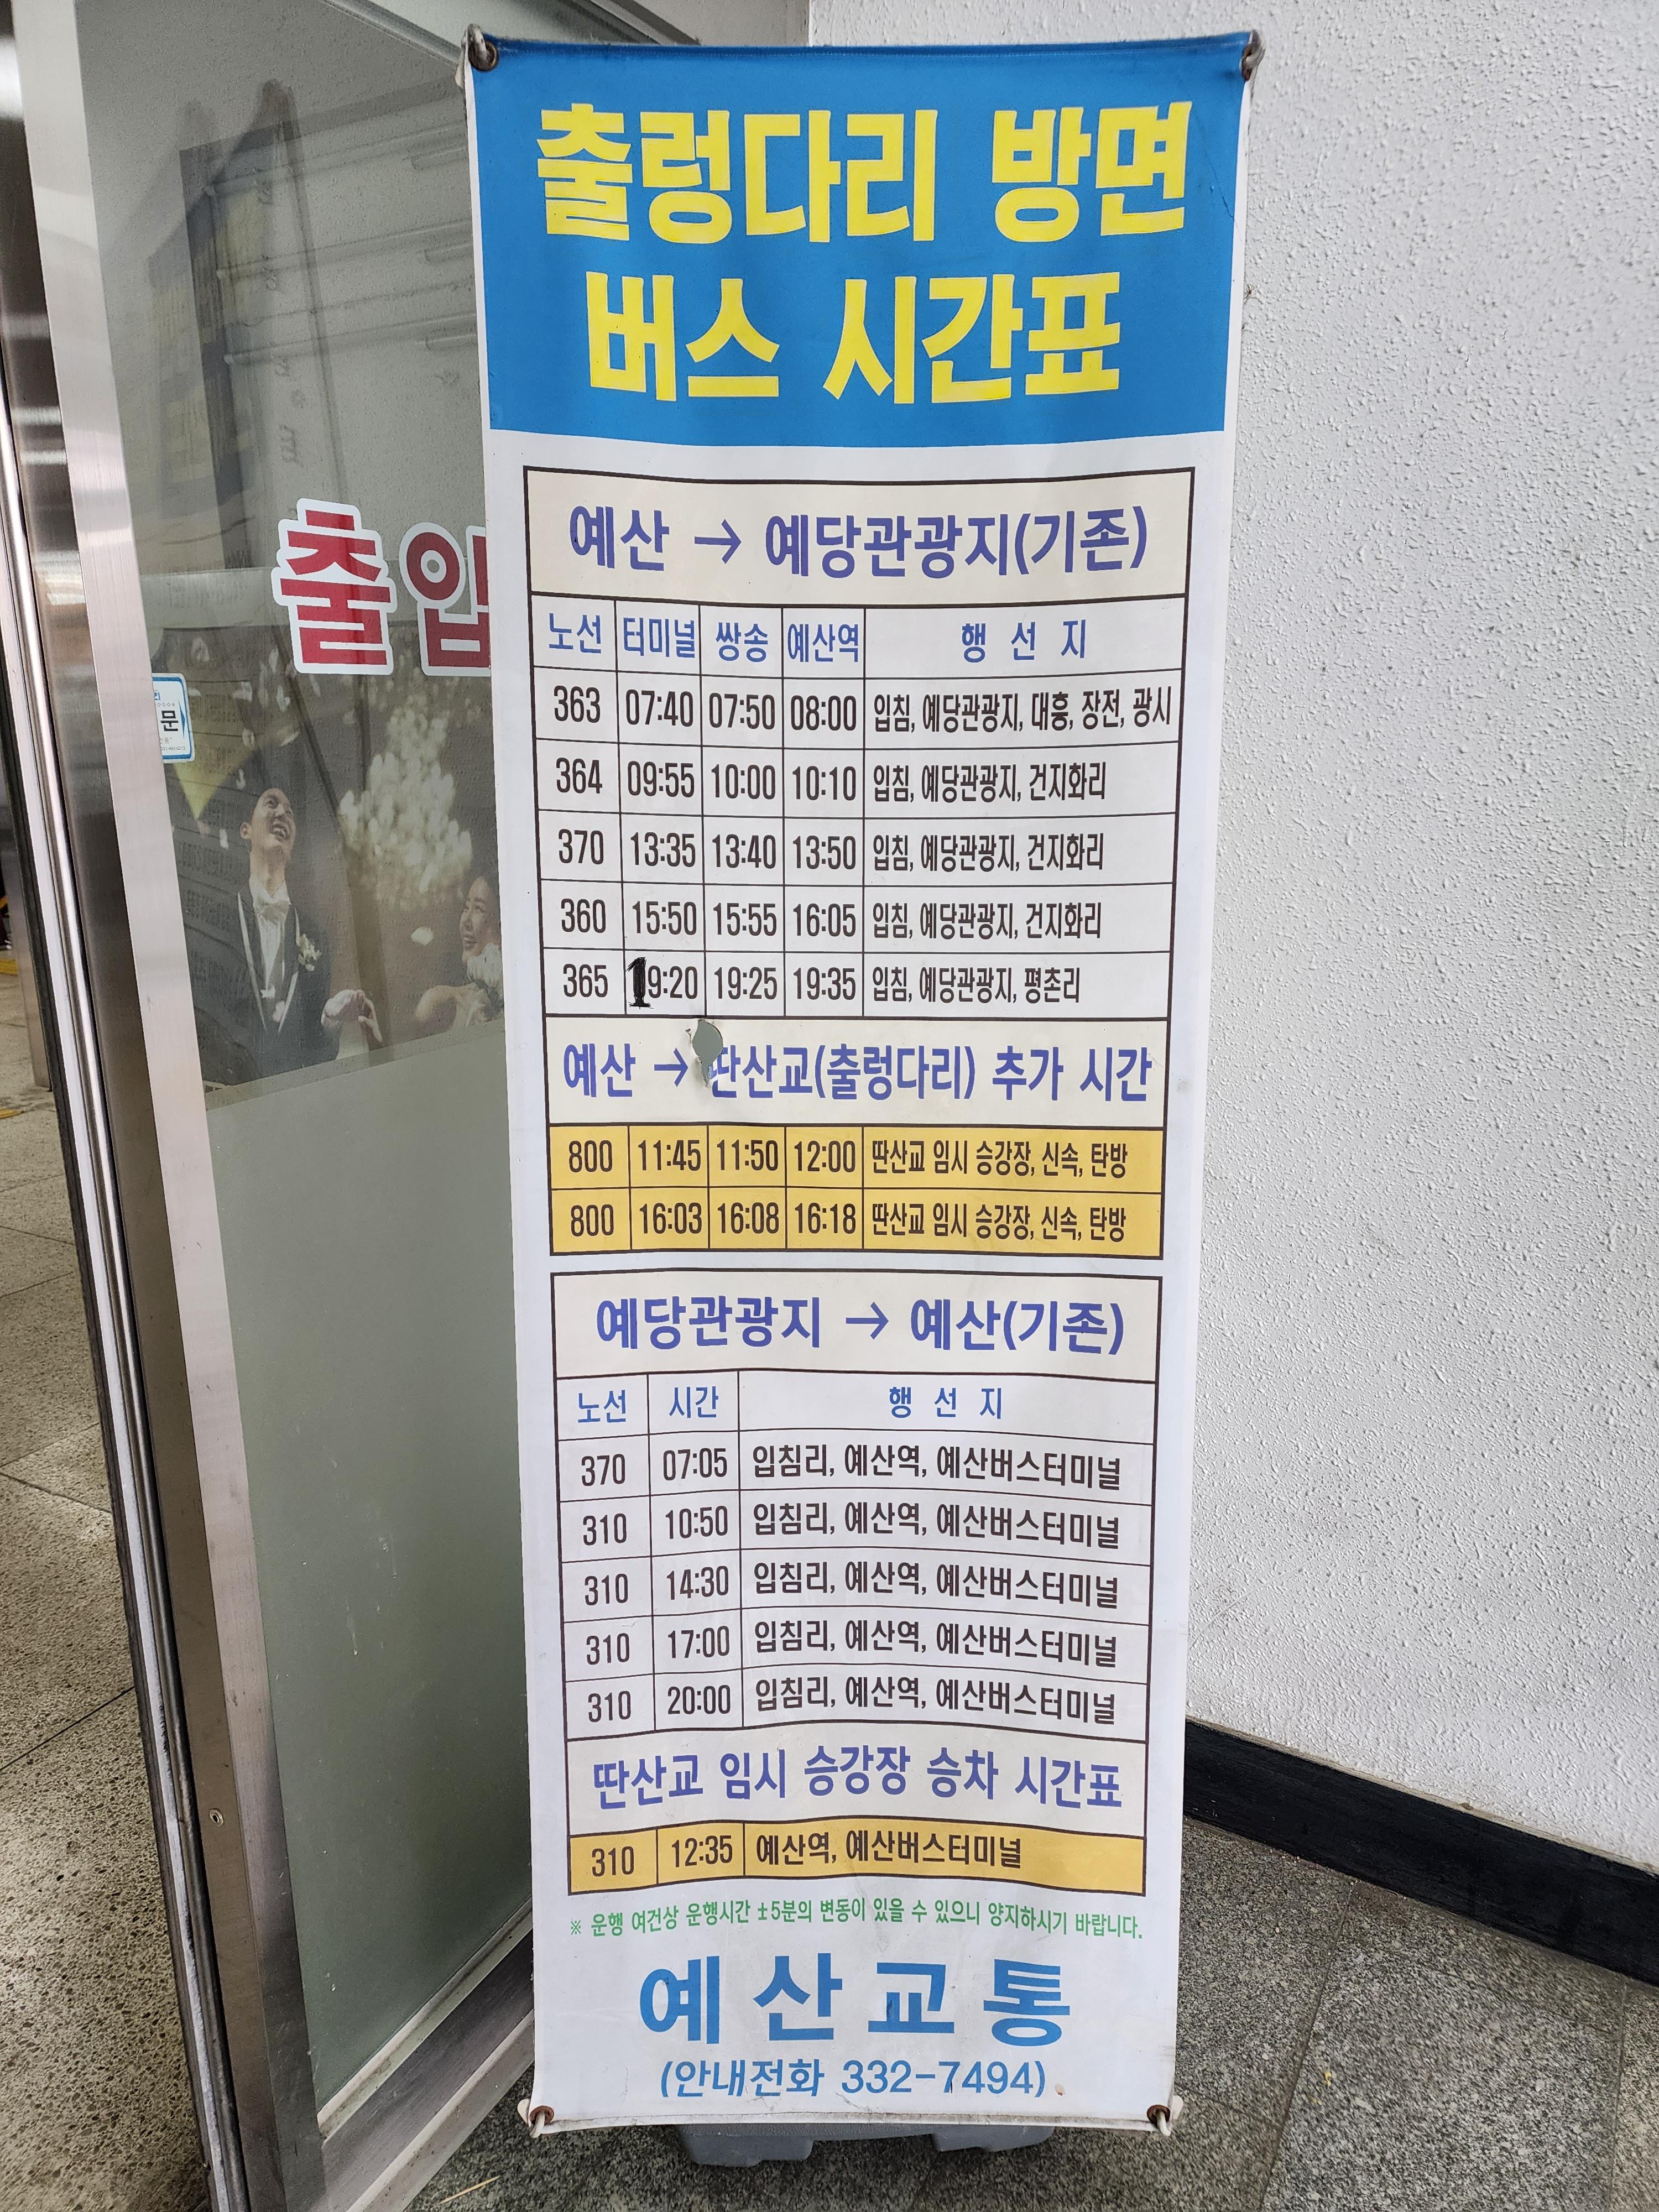 출렁다리 방면
버스 시간표
출입
문
예산 → 예당관광지(기존)
노선 터미널 쌍송 예산역 행 선 지
363 07:40 07:50 08:00 입침, 예당관광지, 대흥, 장전, 광시
364 09:55 10:00 10:10 입침, 예당관광지, 건지화리
370 13:35 13:40 13:50 입침, 예당관광지, 건지화리
360 15:50 15:55 16:05 입침, 예당관광지, 건지화리
365 19:20 19:25 19:35 입침, 예당관광지, 평촌리
예산 → 딴산교(출렁다리) 추가 시간
800 11:45 11:50 12:00 딴산교 임시 승강장, 신속, 탄방
800 16:03 16:08 16:18 딴산교 임시 승강장, 신속, 탄방
예당관광지 → 예산(기존)
노선 시간 행 선 지
370 07:05 입침리, 예산역, 예산버스터미널
310 10:50 입침리, 예산역, 예산버스터미널
310 14:30 입침리, 예산역, 예산버스터미널
310 17:00 입침리, 예산역, 예산버스터미널
310 20:00 입침리, 예산역, 예산버스터미널
딴산교 임시 승강장 승차 시간표
310 12:35 예산역, 예산버스터미널
※ 운행 여건상 운행시간 ±5분의 변동이 있을 수 있으니 양지하시기 바랍니다.
예산교통
(안내전화 332-7494)